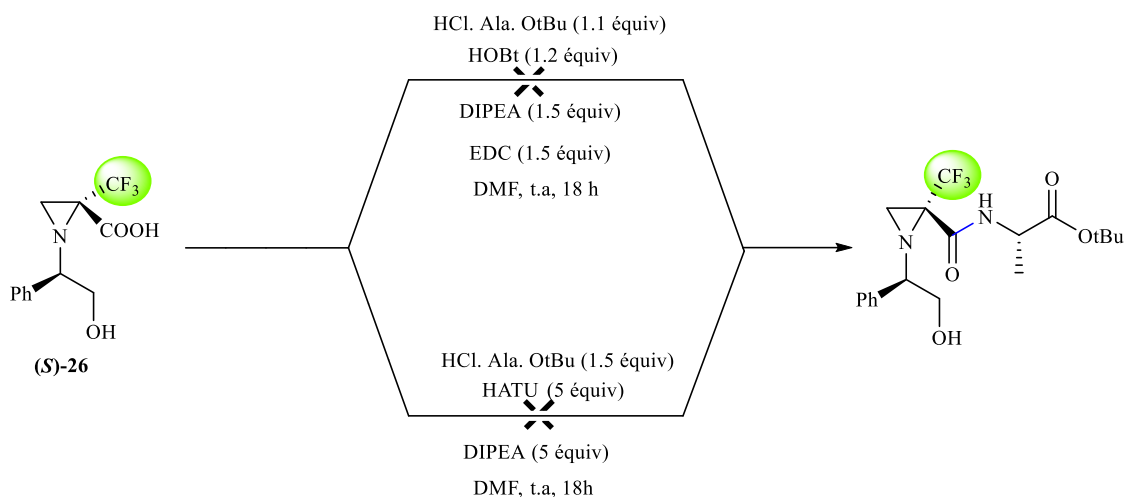 HCl. Ala. OtBu (1.1 équiv)
HOBt (1.2 équiv)
DIPEA (1.5 équiv)
EDC (1.5 équiv)
DMF, t.a, 18 h
CF3
COOH
N
Ph
OH
(S)-26
HCl. Ala. OtBu (1.5 équiv)
HATU (5 équiv)
DIPEA (5 équiv)
DMF, t.a, 18h
CF3
H
N
O
OtBu
N
O
Ph
OH